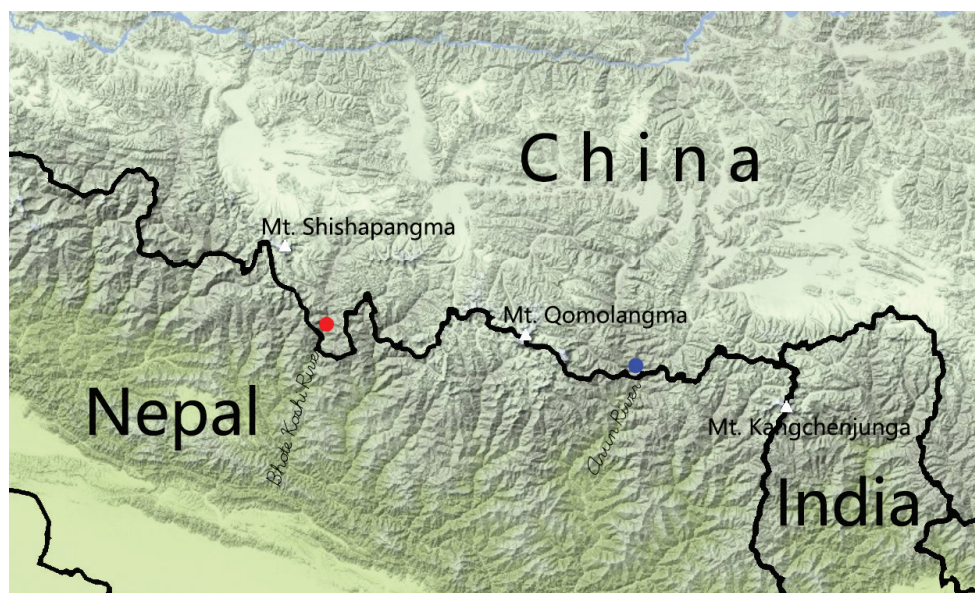 China
Mt. Shishapangma
Mt. Qomolangma
Nepal
Bhote Koshi River
Arun River
Mt. Kangchenjunga
India